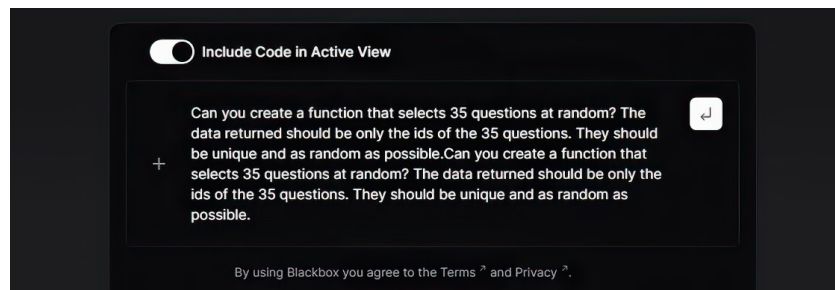 Include Code in Active View
Can you create a function that selects 35 questions at random? The
data returned should be only the ids of the 35 questions. They should
be unique and as random as possible.Can you create a function that
selects 35 questions at random? The data returned should be only the
ids of the 35 questions. They should be unique and as random as
possible.
By using Blackbox you agree to the Terms ↗ and Privacy ↗.